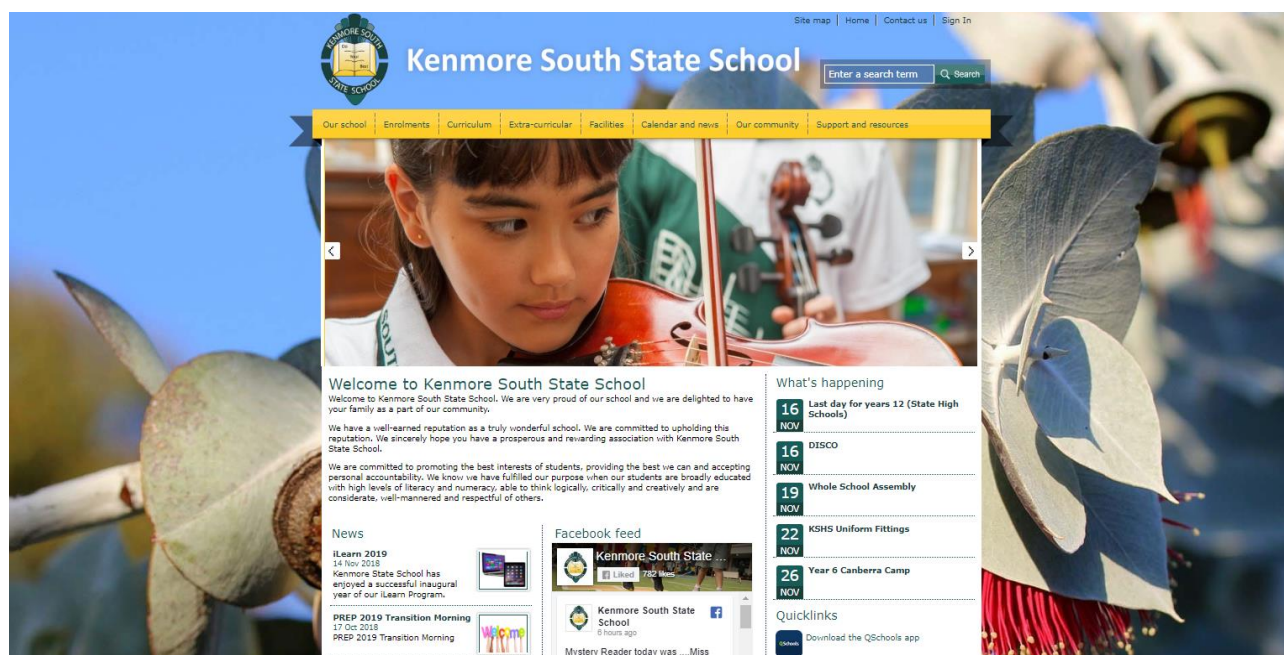 Site map | Home | Contact us | Sign In
KENMORE SOUTH
STATE SCHOOL
Kenmore South State School
Enter a search term
Search
Our school
Enrolments
Curriculum
Extra-curricular
Facilities
Calendar and news
Our community
Support and resources
SOUT
Welcome to Kenmore South State School
Welcome to Kenmore South State School. We are very proud of our school and we are delighted to have
your family as a part of our community.
We have a well-earned reputation as a truly wonderful school. We are committed to upholding this
reputation. We sincerely hope you have a prosperous and rewarding association with Kenmore South
State School.
We are committed to promoting the best interests of students, providing the best we can and accepting
personal accountability. We know we have fulfilled our purpose when our students are broadly educated
with high levels of literacy and numeracy, able to think logically, critically and creatively and are
considerate, well-mannered and respectful of others.
News
iLearn 2019
14 Nov 2018
Kenmore State School has
enjoyed a successful inaugural
year of our iLearn Program.
PREP 2019 Transition Morning
17 Oct 2018
PREP 2019 Transition Morning
Welcome
Facebook feed
Kenmore South State ...
Liked
782 likes
Kenmore South State
School
6 hours ago
Mystery Reader today was ....Miss
What's happening
16
NOV
Last day for years 12 (State High
Schools)
16
NOV
DISCO
19
NOV
Whole School Assembly
22
NOV
KSHS Uniform Fittings
26
NOV
Year 6 Canberra Camp
Quicklinks
QSchools
Download the QSchools app